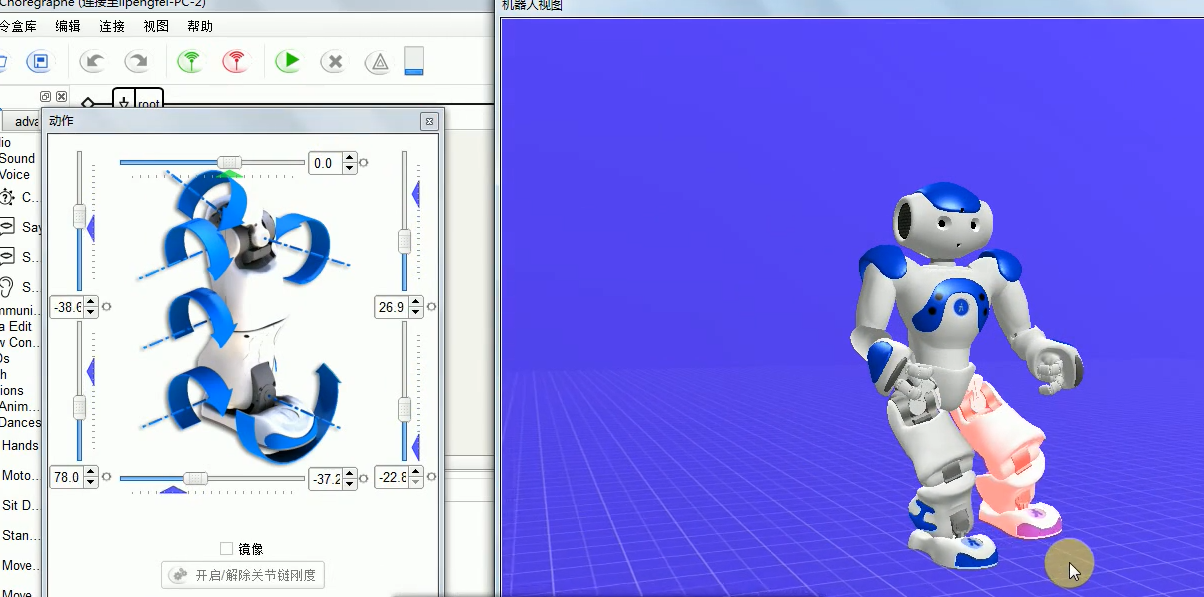 Choregraphe (连接至lipengfei-PC-2)
机器人视图
令盒库 编辑 连接 视图 帮助
root
adva
动作
io
Sound
Voice
C...
Say
S...
S...
mmuni...
a Edit
w Con...
Ds
h
ions
Anim...
Dances
Hands
Moto...
Sit D...
Stan...
Move...
Move
0.0
-38.6
26.9
78.0
-37.2
-22.8
镜像
开启/解除关节链刚度